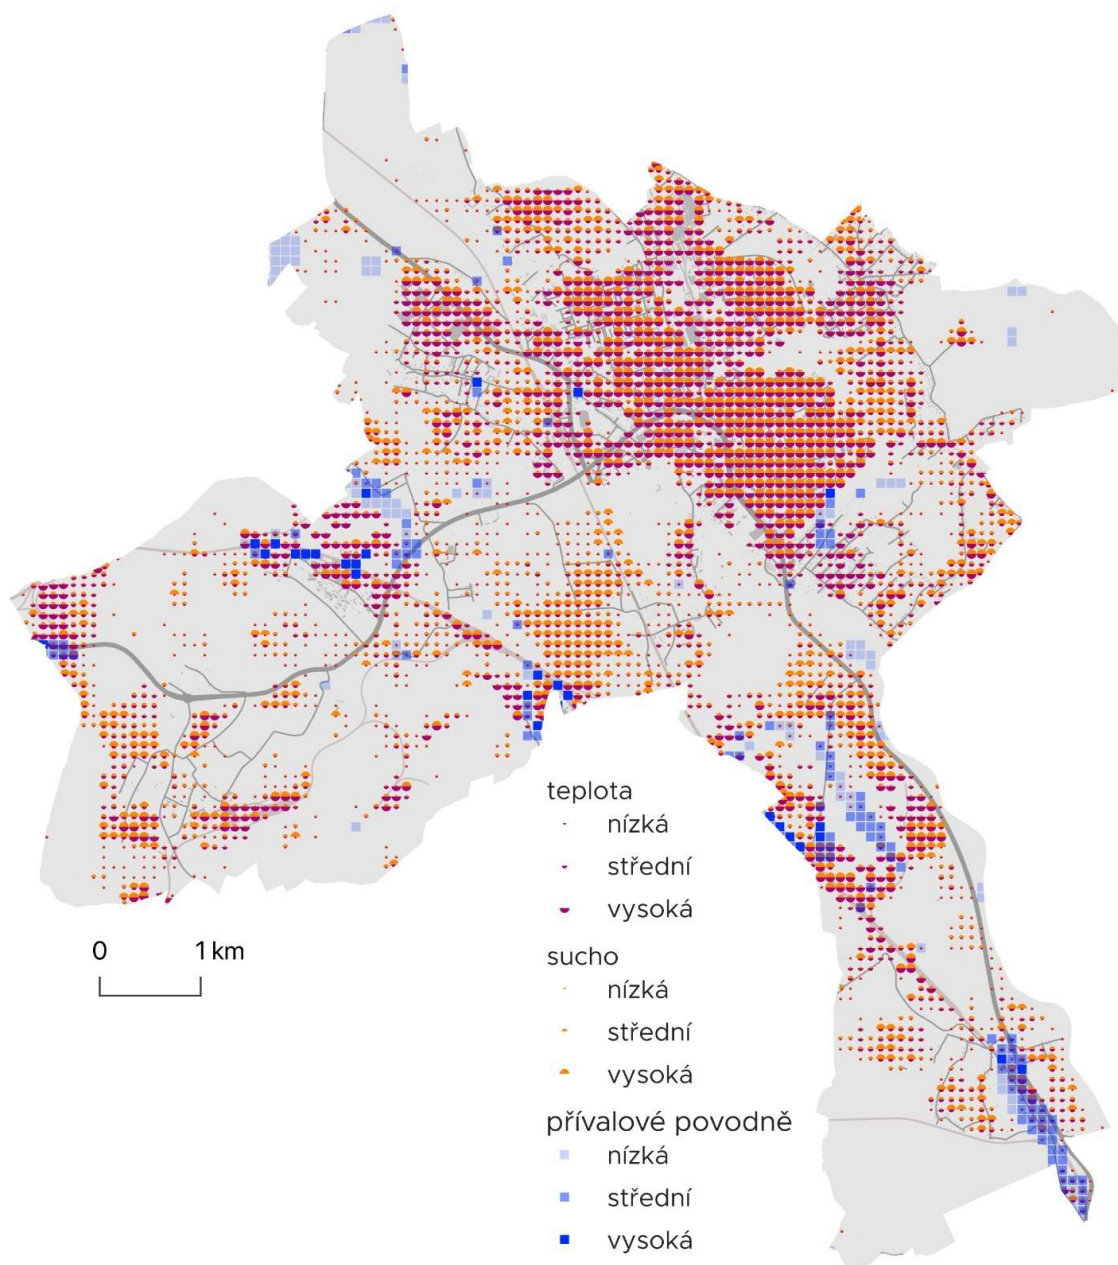 teplota
nízká
střední
vysoká
0 1 km
sucho
nízká
střední
vysoká
přívalové povodně
nízká
střední
vysoká